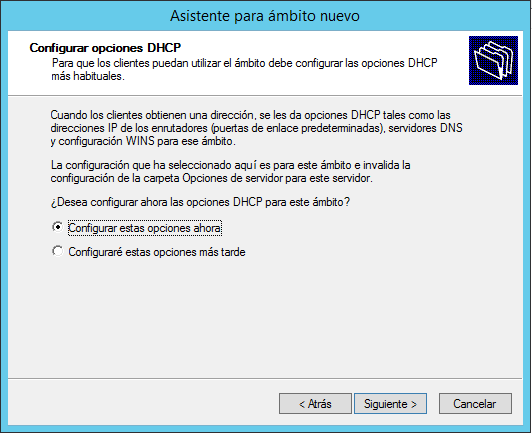 Asistente para ámbito nuevo
Configurar opciones DHCP
Para que los clientes puedan utilizar el ámbito debe configurar las opciones DHCP
más habituales.
Cuando los clientes obtienen una dirección, se les da opciones DHCP tales como las
direcciones IP de los enrutadores (puertas de enlace predeterminadas), servidores DNS
y configuración WINS para ese ámbito.
La configuración que ha seleccionado aquí es para este ámbito e invalida la
configuración de la carpeta Opciones de servidor para este servidor.
¿Desea configurar ahora las opciones DHCP para este ámbito?
Configurar estas opciones ahora
Configuraré estas opciones más tarde
< Atrás
Siguiente >
Cancelar